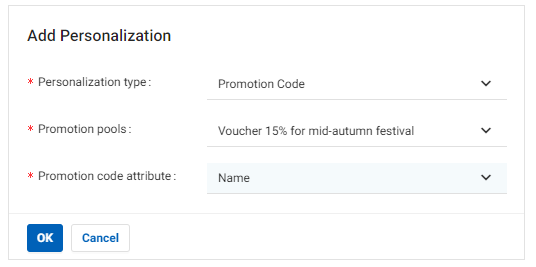 Add Personalization
* Personalization type : Promotion Code
* Promotion pools : Voucher 15% for mid-autumn festival
* Promotion code attribute : Name
OK Cancel